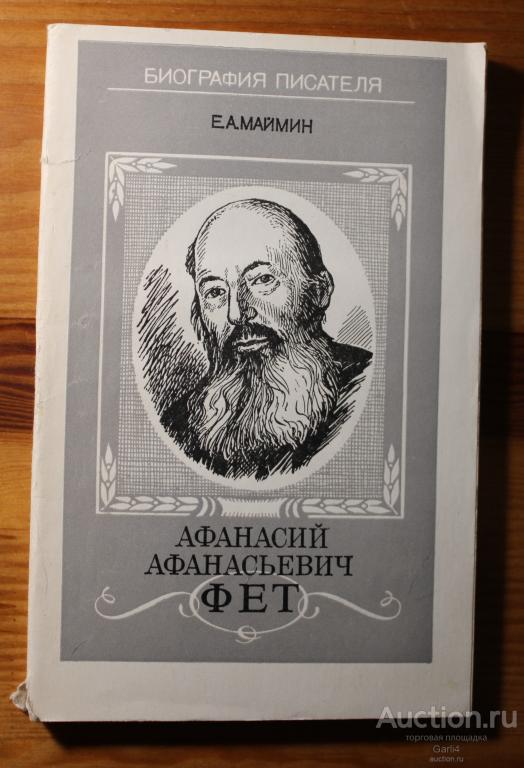 БИОГРАФИЯ ПИСАТЕЛЯ
Е.А.МАЙМИН
АФАНАСИЙ
АФАНАСЬЕВИЧ
ФЕТ
Auction.ru
торговая площадка
Garli4
auction.ru